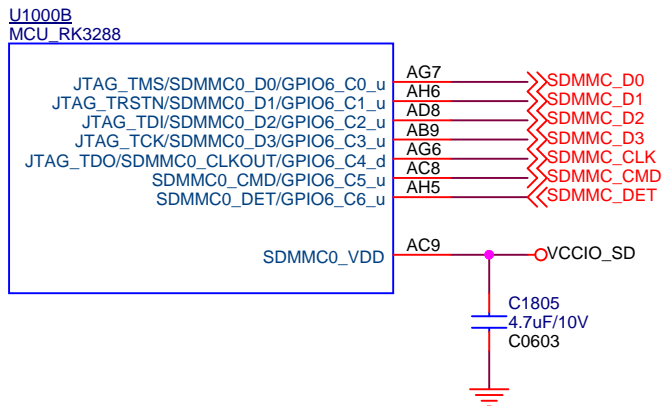 U1000B
MCU_RK3288
JTAG_TMS/SDMMC0_D0/GPIO6_C0_u AG7 SDMMC_D0
JTAG_TRSTN/SDMMC0_D1/GPIO6_C1_u AH6 SDMMC_D1
JTAG_TDI/SDMMC0_D2/GPIO6_C2_u AD8 SDMMC_D2
JTAG_TCK/SDMMC0_D3/GPIO6_C3_u AB9 SDMMC_D3
JTAG_TDO/SDMMC0_CLKOUT/GPIO6_C4_d AG6 SDMMC_CLK
SDMMC0_CMD/GPIO6_C5_u AC8 SDMMC_CMD
SDMMC0_DET/GPIO6_C6_u AH5 SDMMC_DET
SDMMC0_VDD AC9 VCCIO_SD
C1805
4.7uF/10V
C0603